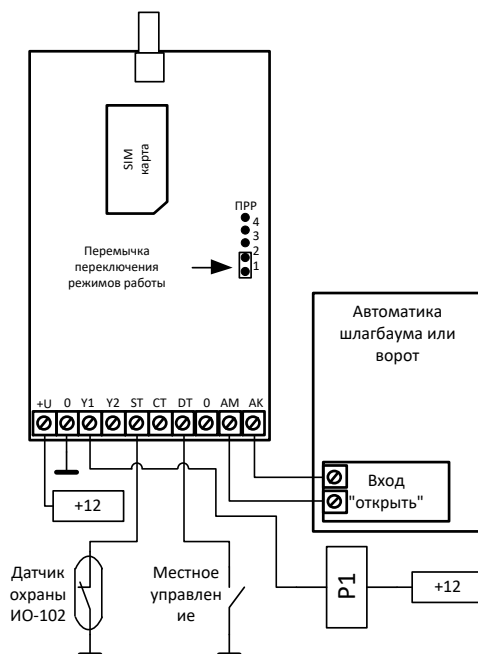 SIM
карта
ПРР
4
3
2
1
Перемычка
переключения
режимов работы
Автоматика
шлагбаума или
ворот
+U 0 Y1 Y2 ST CT DT 0 AM AK
Вход
"открыть"
+12
Датчик
охраны
ИО-102
Местное
управлен
ие
P1
+12